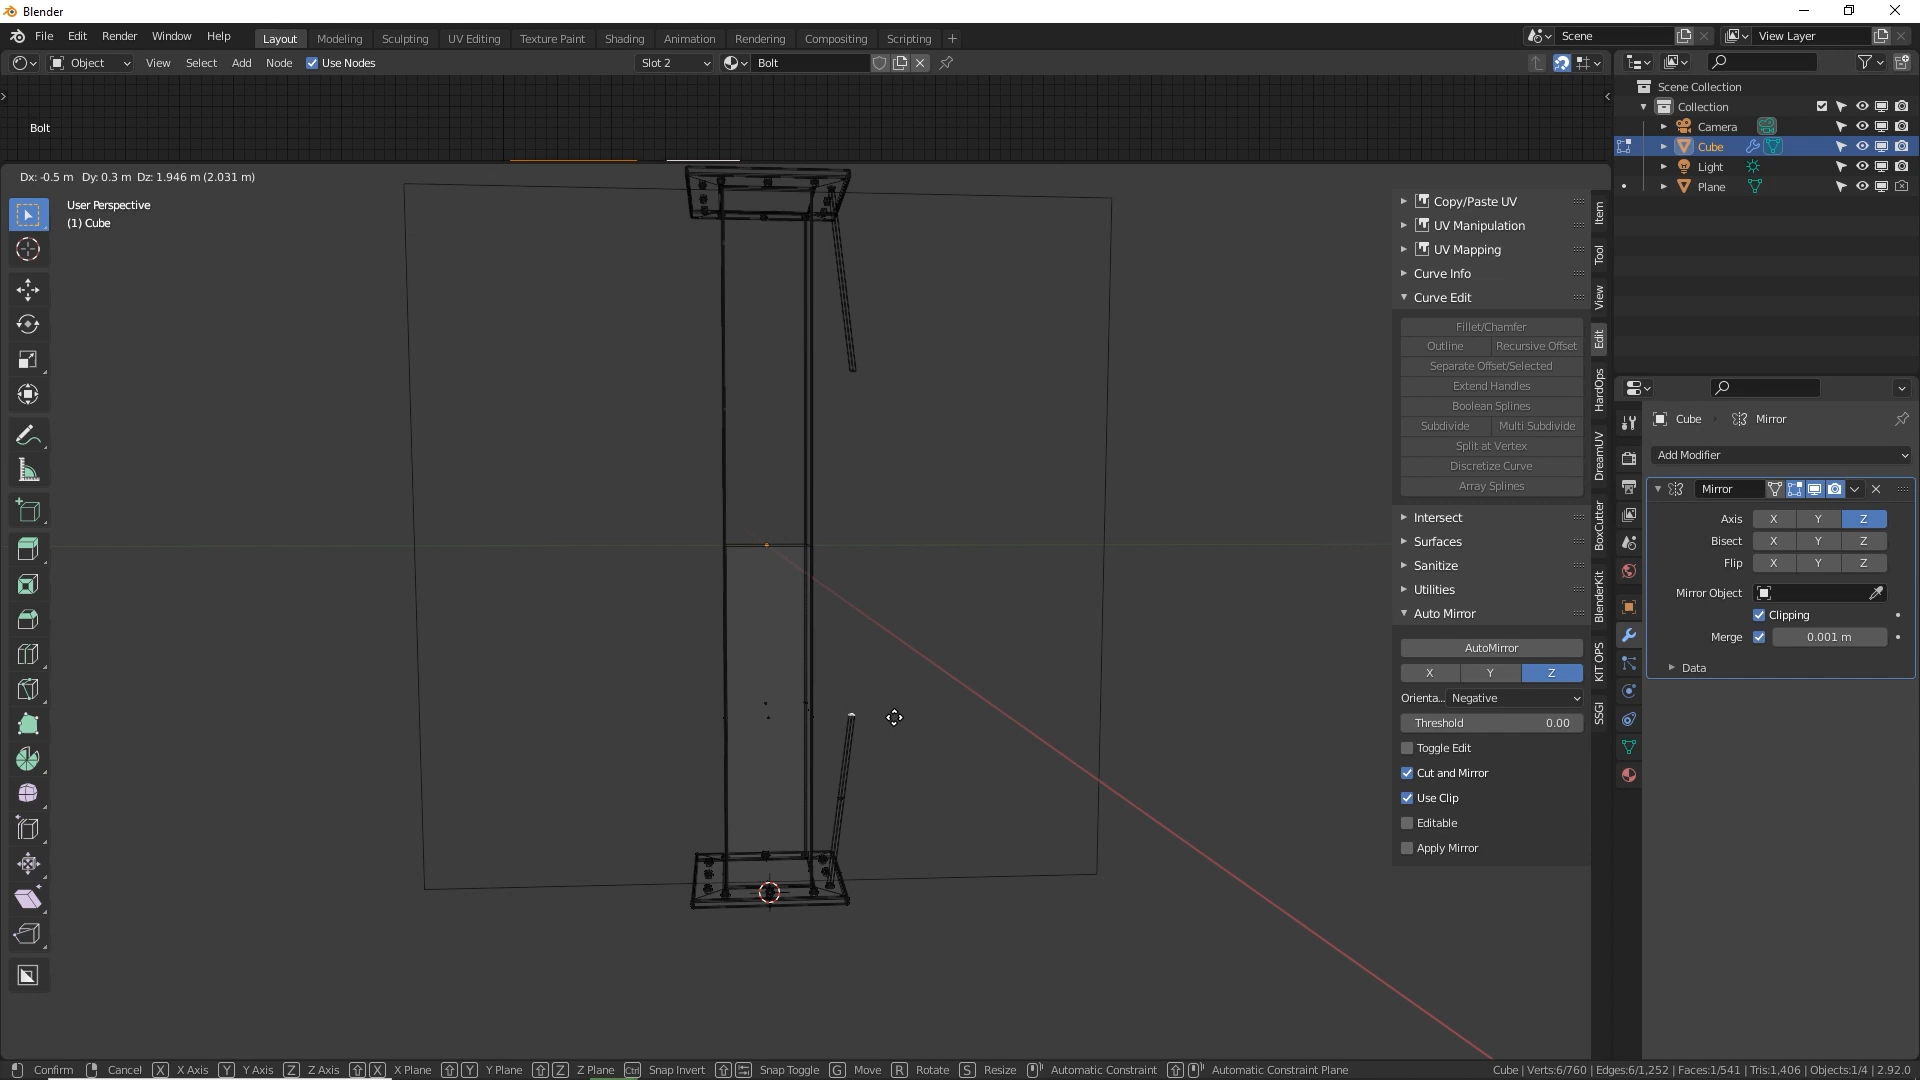 Blender
File Edit Render Window Help
Layout Modeling Sculpting UV Editing Texture Paint Shading Animation Rendering Compositing Scripting
Scene View Layer
Object View Select Add Node Use Nodes Slot 2 Bolt
Bolt
Dx: -0.5 m Dy: 0.3 m Dz: 1.946 m (2.031 m)
User Perspective
(1) Cube
Copy/Paste UV
UV Manipulation
UV Mapping
Curve Info
Curve Edit
Fillet/Chamfer
Outline Recursive Offset
Separate Offset/Selected
Extend Handles
Boolean Splines
Subdivide Multi Subdivide
Split at Vertex
Discretize Curve
Array Splines
Intersect
Surfaces
Sanitize
Utilities
Auto Mirror
AutoMirror
X Y Z
Orienta... Negative
Threshold 0.00
Toggle Edit
Cut and Mirror
Use Clip
Editable
Apply Mirror
Item
Tool
View
Edit
HardOps
DreamUV
BoxCutter
BlenderKit
KIT OPS
SSGI
Scene Collection
Collection
Camera
Cube
Light
Plane
Cube Mirror
Add Modifier
Mirror
Axis X Y Z
Bisect X Y Z
Flip X Y Z
Mirror Object
Clipping
Merge 0.001 m
Data
Confirm Cancel X X Axis Y Y Axis Z Z Axis X X Plane Y Y Plane Z Z Plane Ctrl Snap Invert Snap Toggle G Move R Rotate S Resize Automatic Constraint Automatic Constraint Plane Cube | Verts:6/760 | Edges:6/1,252 | Faces:1/541 | Tris:1,406 | Objects:1/4 | 2.92.0